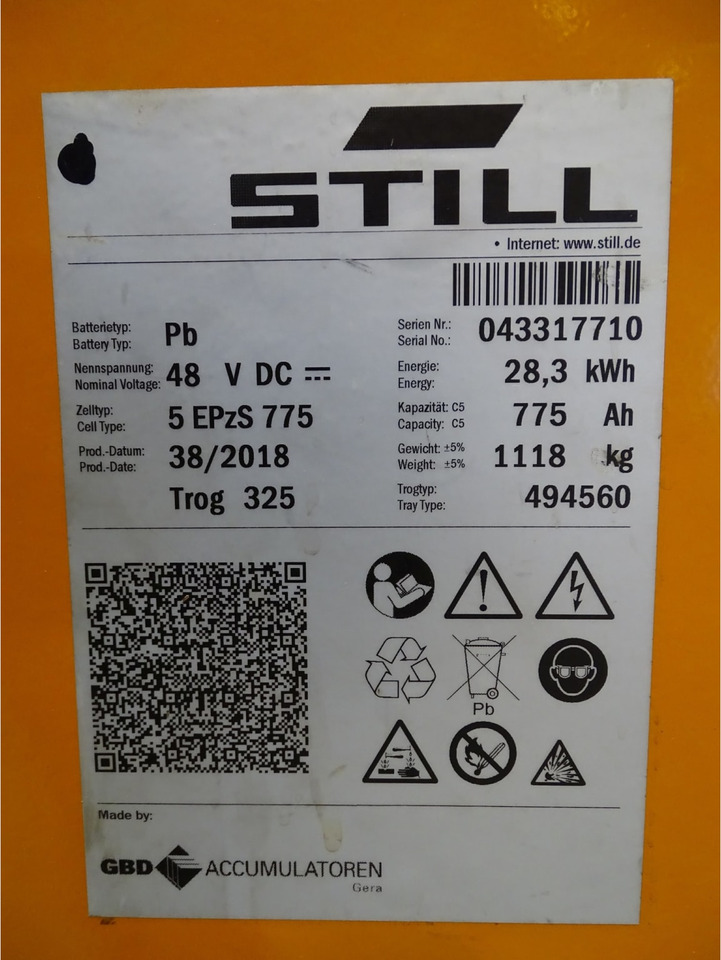 STILL
• Internet: www.still.de
Batterietyp: Pb
Battery Typ:
Serien Nr.: 043317710
Serial No.:
Nennspannung: 48 V DC
Nominal Voltage:
Energie: 28,3 kWh
Energy:
Zelltyp: 5 EPzS 775
Cell Type:
Kapazität: C5 775 Ah
Capacity: C5
Prod.-Datum: 38/2018
Prod.-Date:
Gewicht: ±5% 1118 kg
Weight: ±5%
Trog 325
Trogtyp: 494560
Tray Type:
Pb
Made by:
GBD ACCUMULATOREN
Gera